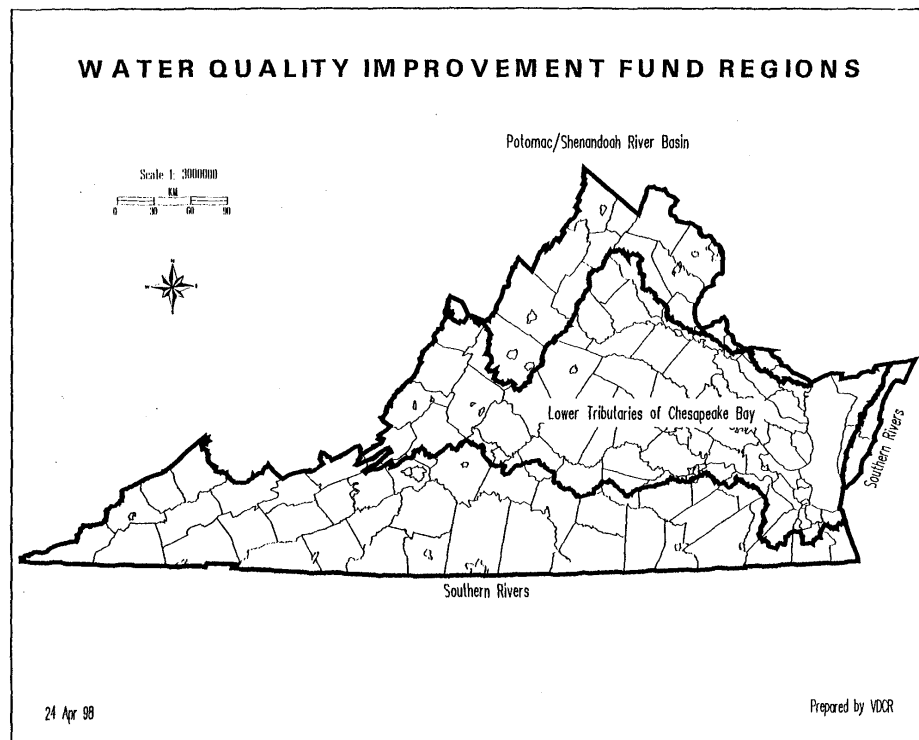 WATER QUALITY IMPROVEMENT FUND REGIONS
Potomac/Shenandoah River Basin
Scale 1: 3000000
KM
0 30 60 90
N
W E
S
Lower Tributaries of Chesapeake Bay
Southern Rivers
Southern Rivers
24 Apr 98
Prepared by VDCR